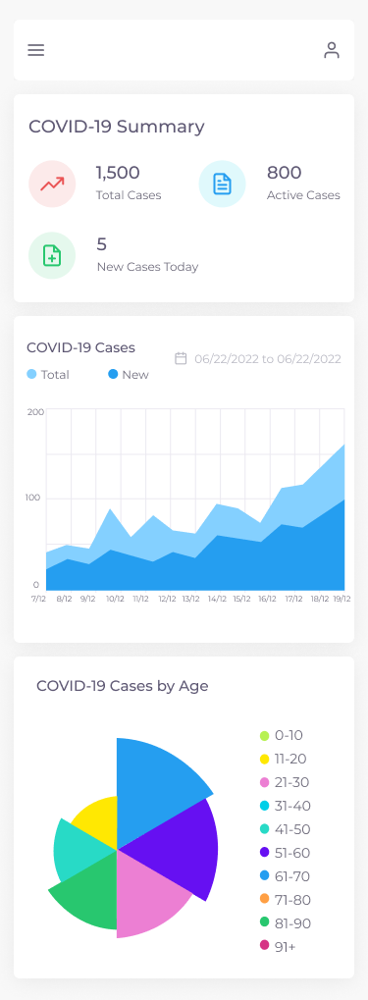 COVID-19 Summary
1,500
Total Cases
800
Active Cases
5
New Cases Today
COVID-19 Cases
06/22/2022 to 06/22/2022
Total New
200
100
0
7/12 8/12 9/12 10/12 11/12 12/12 13/12 14/12 15/12 16/12 17/12 18/12 19/12
COVID-19 Cases by Age
0-10
11-20
21-30
31-40
41-50
51-60
61-70
71-80
81-90
91+